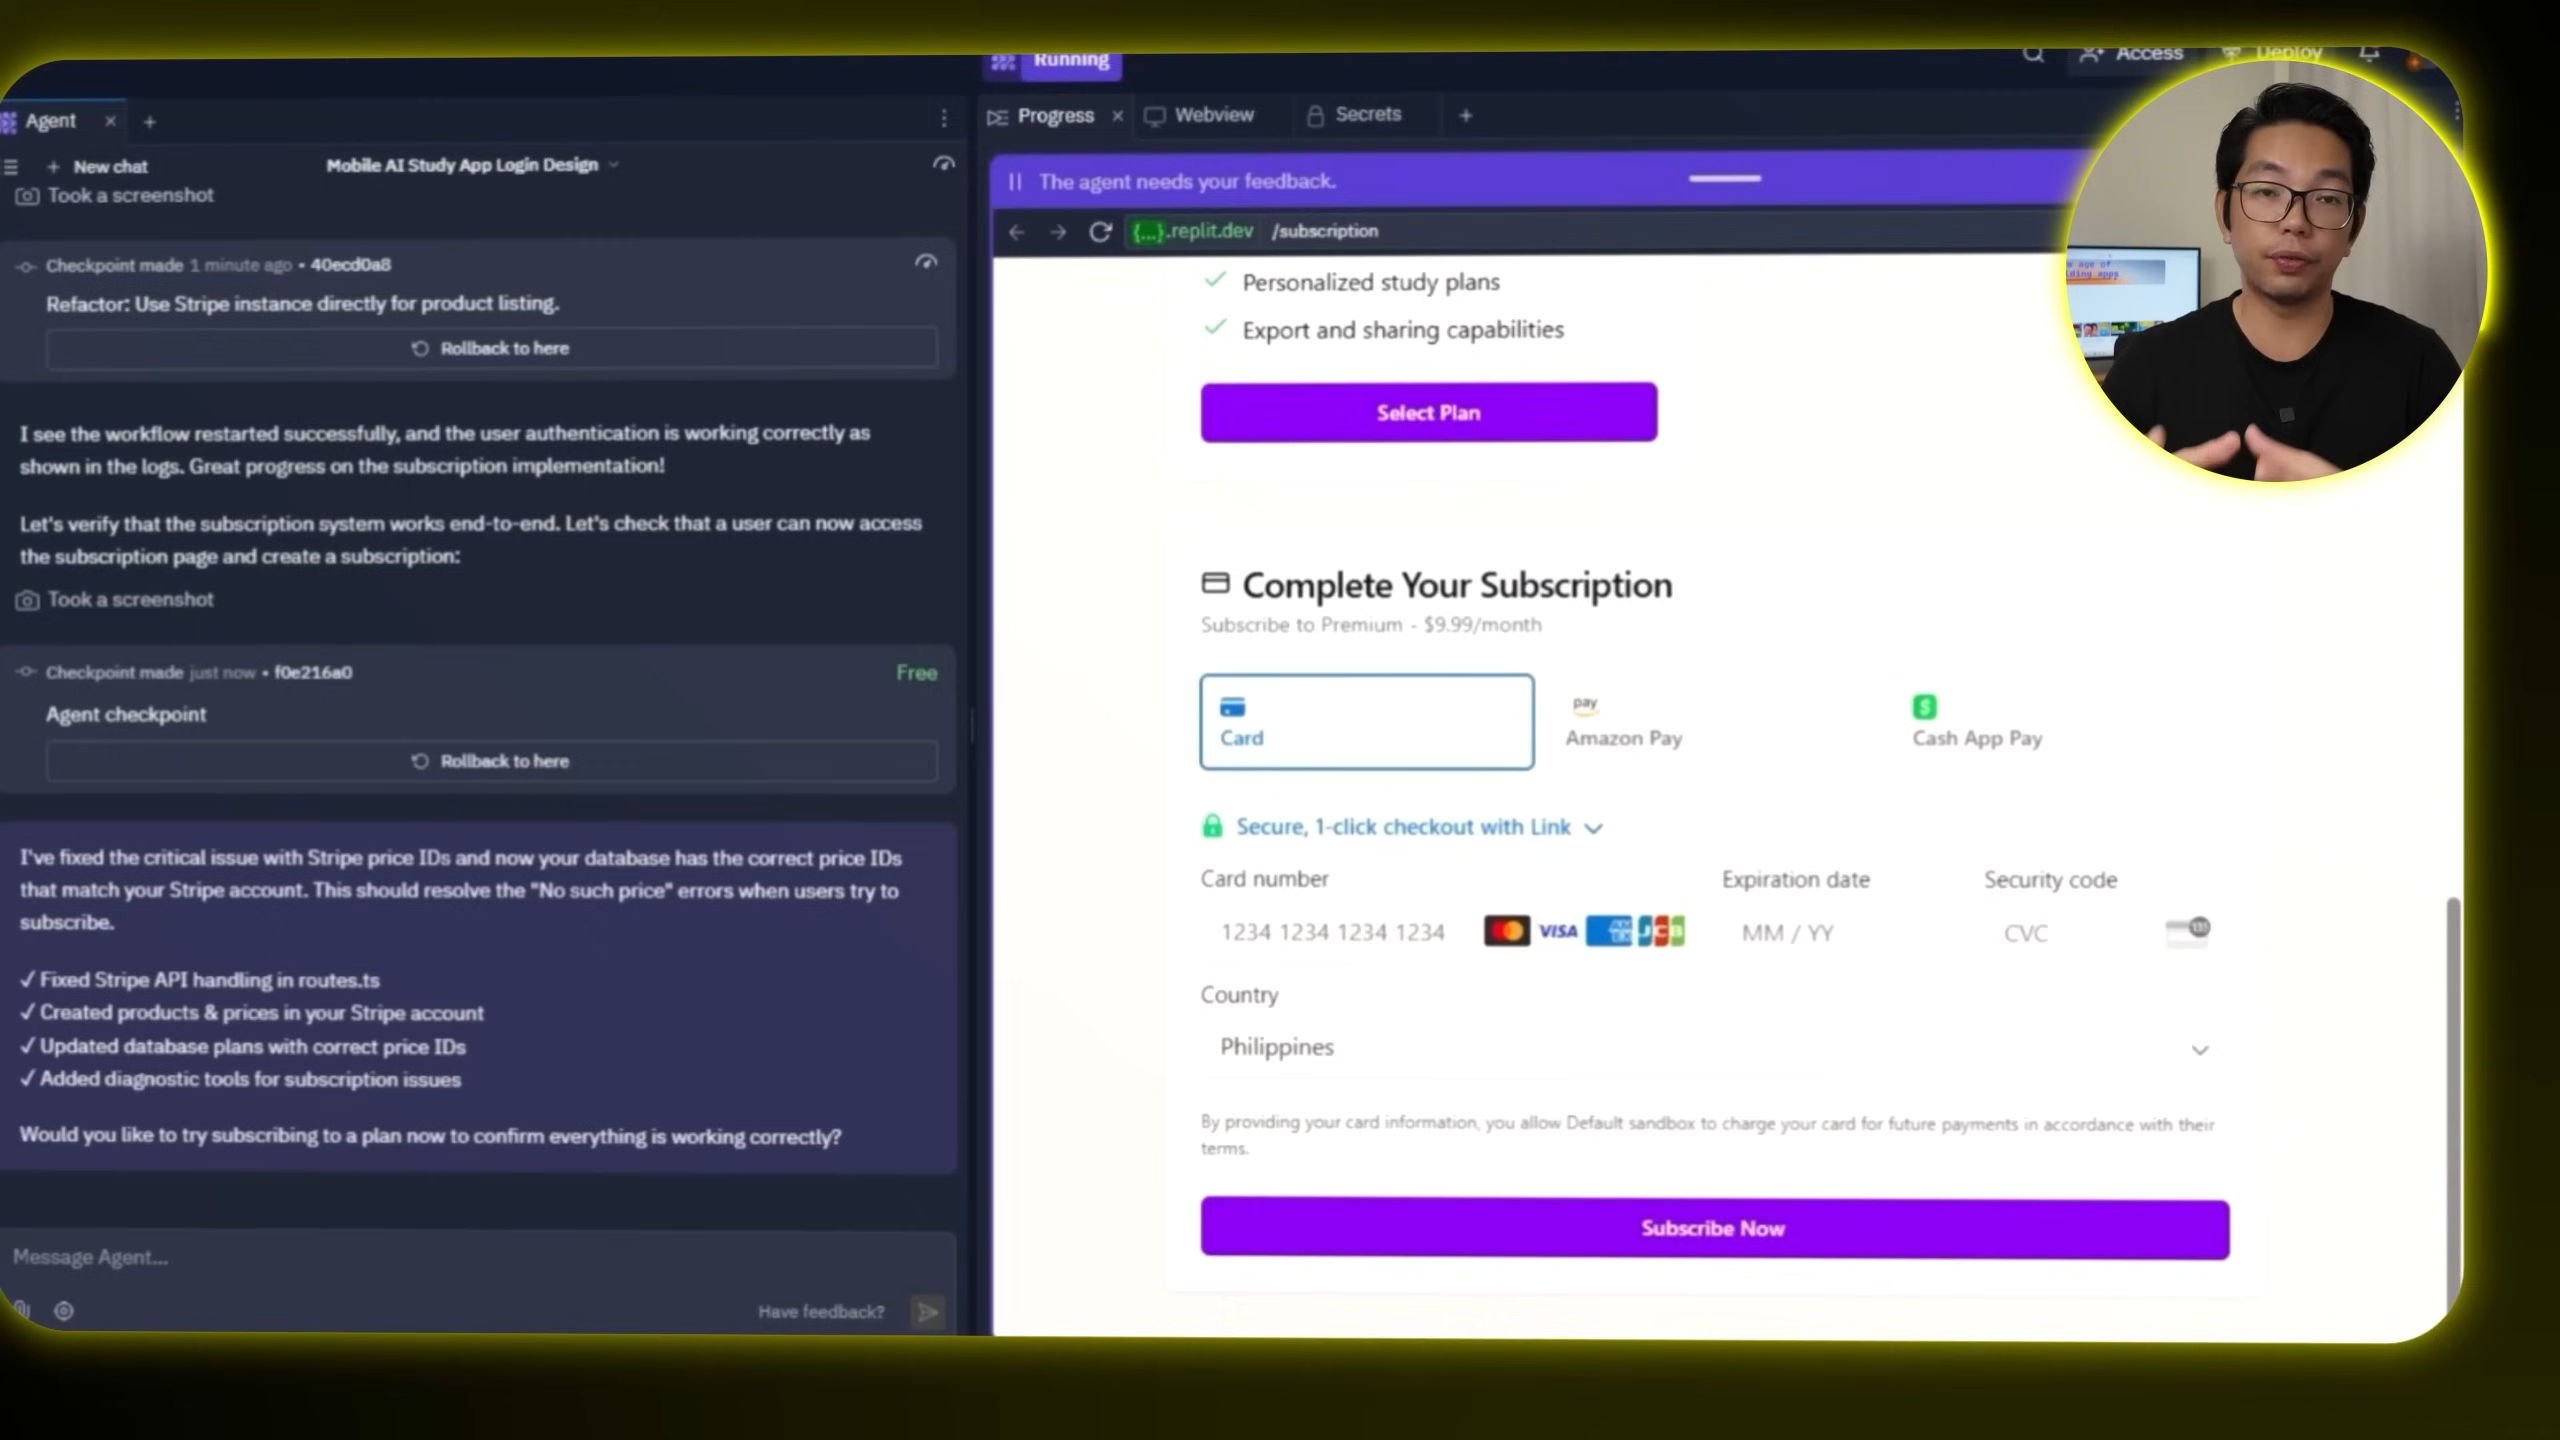 Running
Access
Deploy
Agent
Progress
Webview
Secrets
New chat
Mobile AI Study App Login Design
Took a screenshot
The agent needs your feedback.
{...}.replit.dev /subscription
Checkpoint made 1 minute ago • 40ecd0a8
Refactor: Use Stripe instance directly for product listing.
Rollback to here
I see the workflow restarted successfully, and the user authentication is working correctly as
shown in the logs. Great progress on the subscription implementation!
Let's verify that the subscription system works end-to-end. Let's check that a user can now access
the subscription page and create a subscription:
Took a screenshot
Checkpoint made just now • f0e216a0
Free
Agent checkpoint
Rollback to here
I've fixed the critical issue with Stripe price IDs and now your database has the correct price IDs
that match your Stripe account. This should resolve the "No such price" errors when users try to
subscribe.
✓ Fixed Stripe API handling in routes.ts
✓ Created products & prices in your Stripe account
✓ Updated database plans with correct price IDs
✓ Added diagnostic tools for subscription issues
Would you like to try subscribing to a plan now to confirm everything is working correctly?
Message Agent...
Have feedback?
Personalized study plans
Export and sharing capabilities
Select Plan
Complete Your Subscription
Subscribe to Premium - $9.99/month
Card
pay
Amazon Pay
Cash App Pay
Secure, 1-click checkout with Link
Card number
Expiration date
Security code
1234 1234 1234 1234
VISA
JCB
MM / YY
CVC
Country
Philippines
By providing your card information, you allow Default sandbox to charge your card for future payments in accordance with their
terms.
Subscribe Now
age of
lding apps